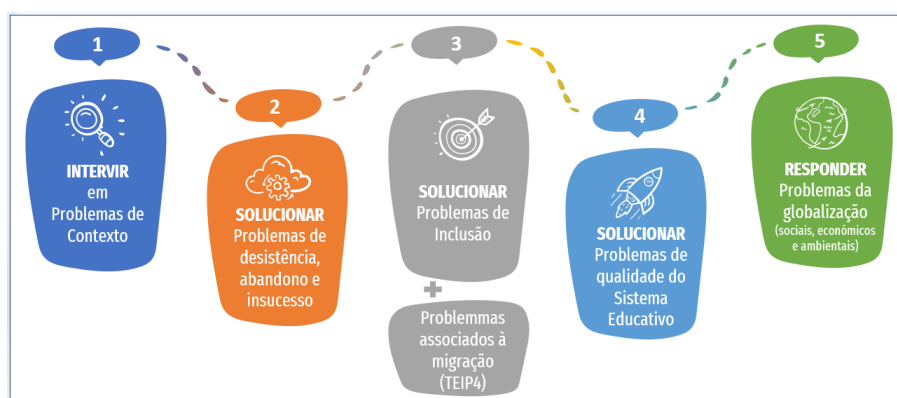 1
INTERVIR
em
Problemas de
Contexto
2
SOLUCIONAR
Problemas de
desistência,
abandono e
insucesso
3
SOLUCIONAR
Problemas de
Inclusão
+
Problemmas
associados à
migração
(TEIP4)
4
SOLUCIONAR
Problemas de
qualidade do
Sistema
Educativo
5
RESPONDER
Problemas da
globalização
(sociais, económicos
e ambientais)